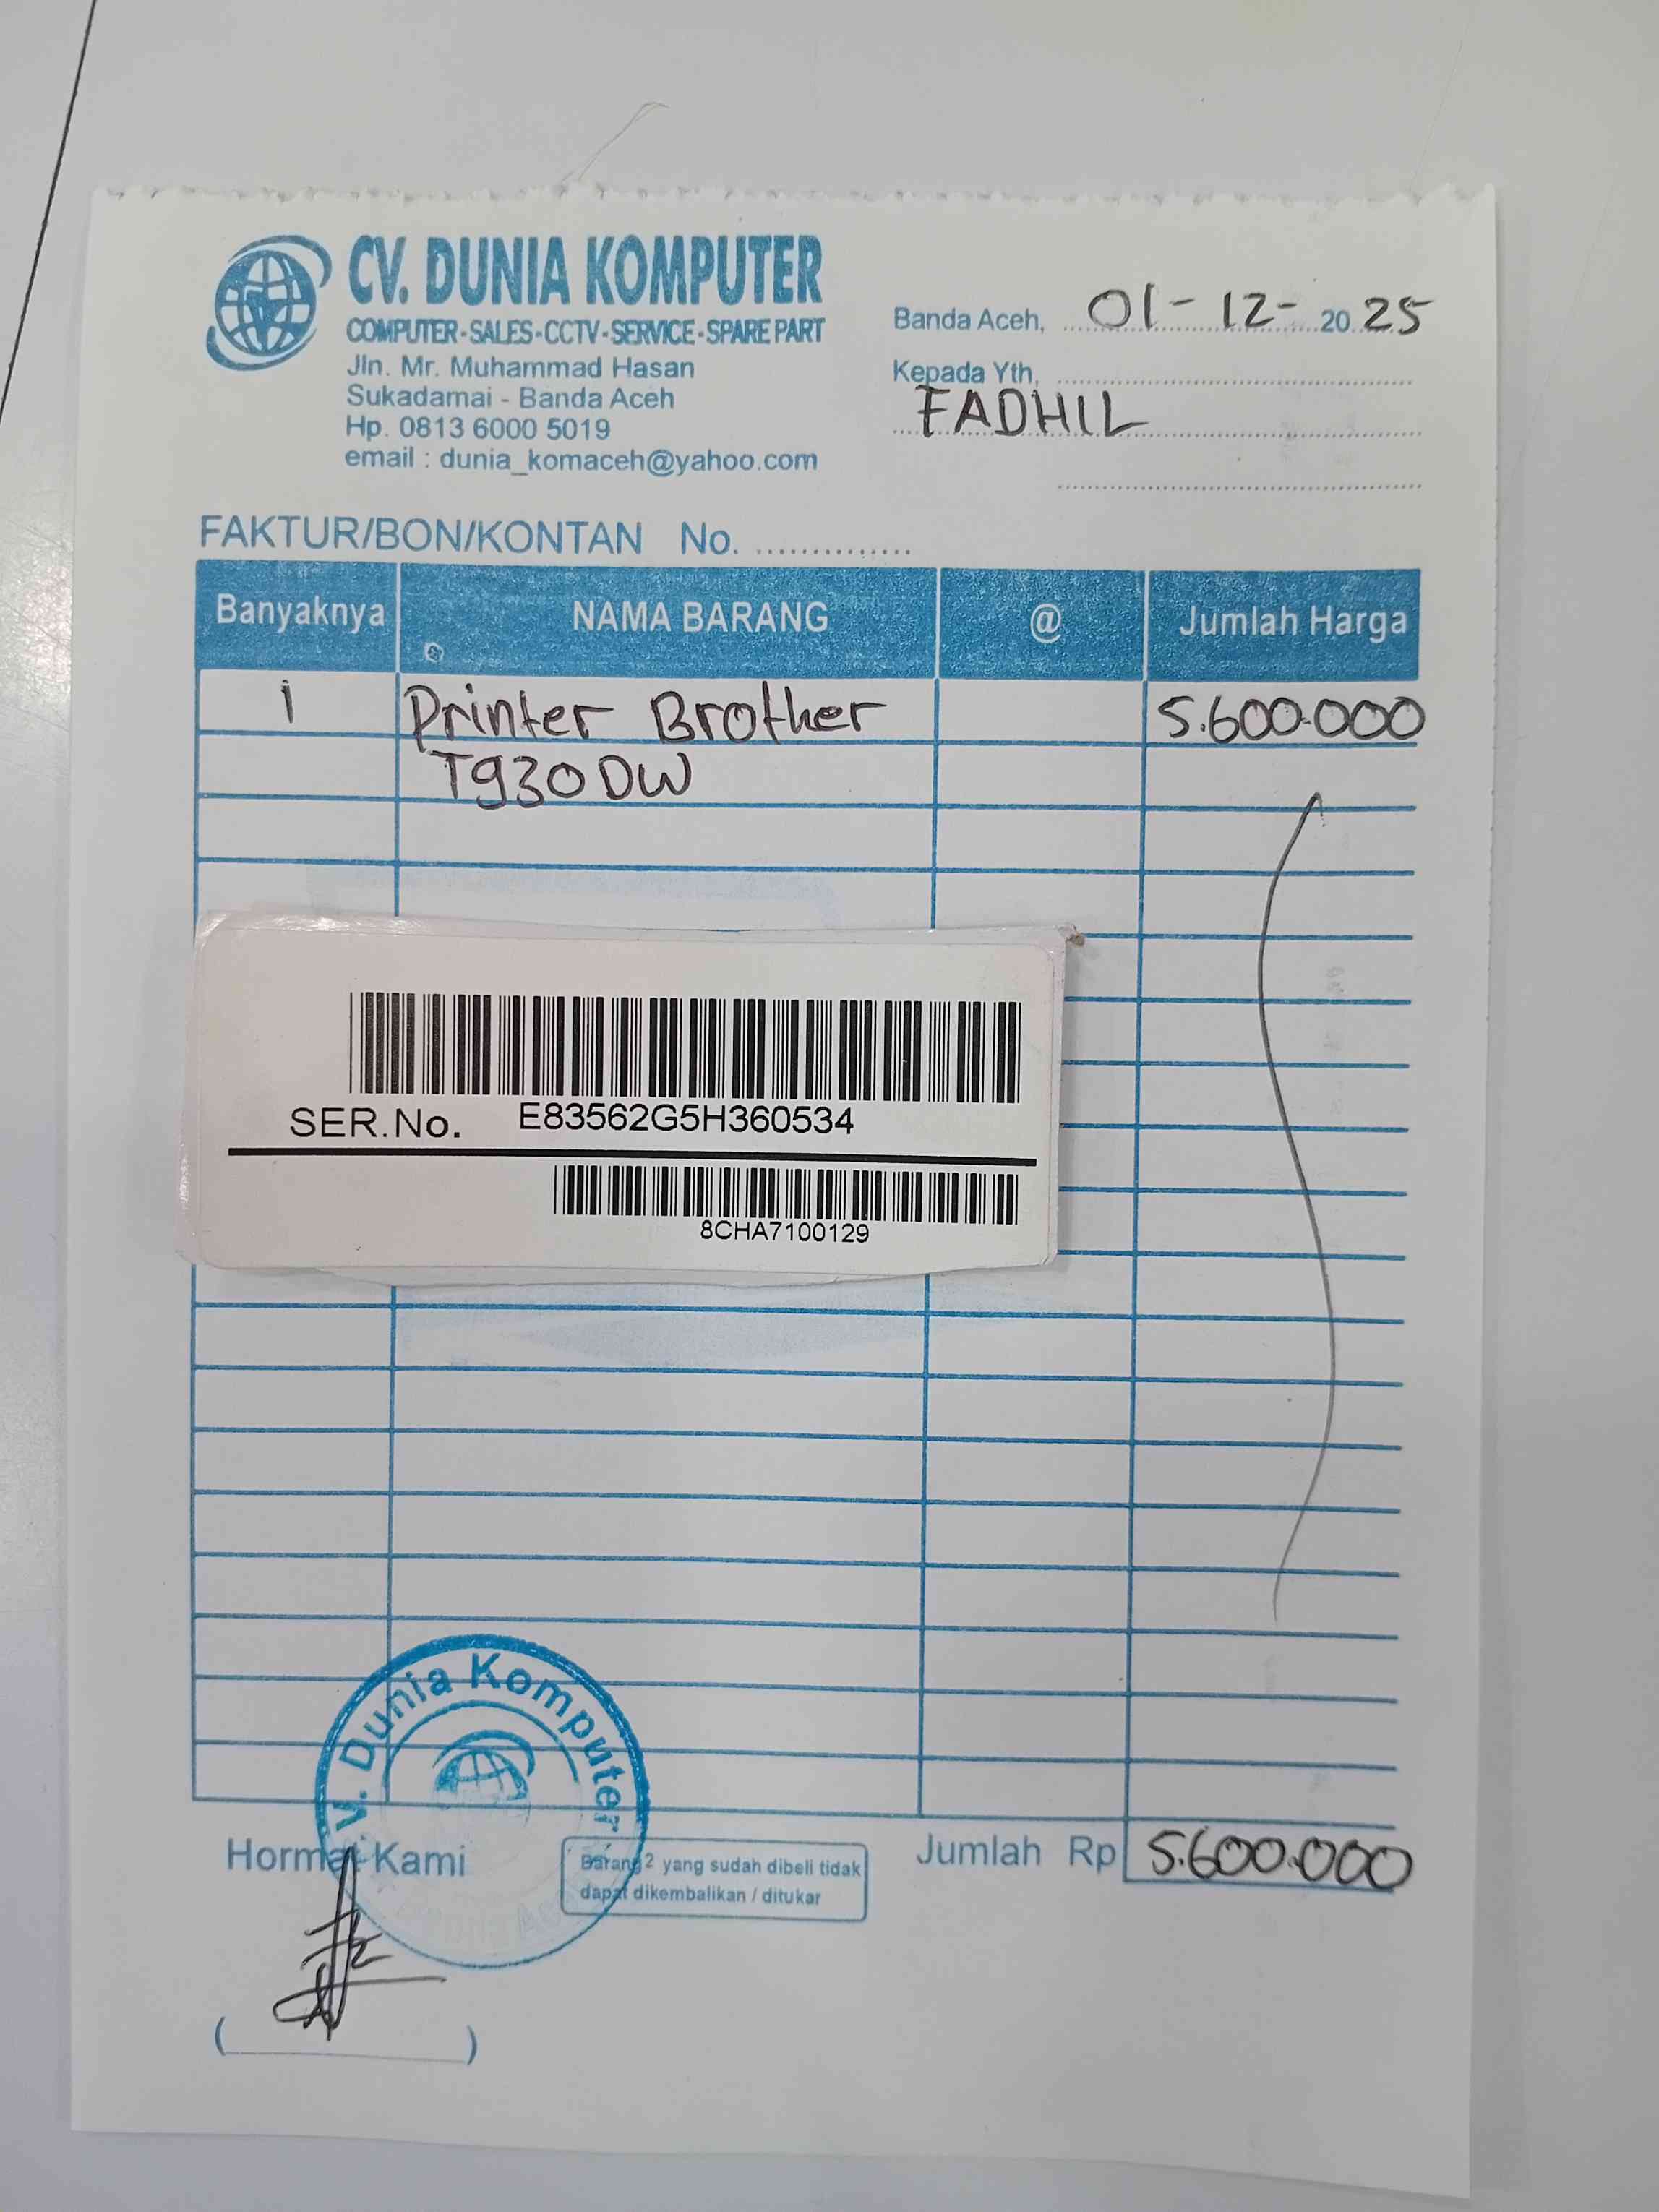 CV. DUNIA KOMPUTER
COMPUTER-SALES-CCTV-SERVICE-SPARE PART
Jln. Mr. Muhammad Hasan
Sukadamai - Banda Aceh
Hp. 0813 6000 5019
email : dunia_komaceh@yahoo.com
Banda Aceh, 01-12-2025
Kepada Yth,
FADHIL
FAKTUR/BON/KONTAN No.
Banyaknya NAMA BARANG @ Jumlah Harga
1 Printer Brother 5.600.000
T930DW
SER.No. E83562G5H360534
8CHA7100129
V. Dunia Komputer
Hormat Kami
Barang2 yang sudah dibeli tidak
dapat dikembalikan / ditukar
Jumlah Rp 5.600.000
( )